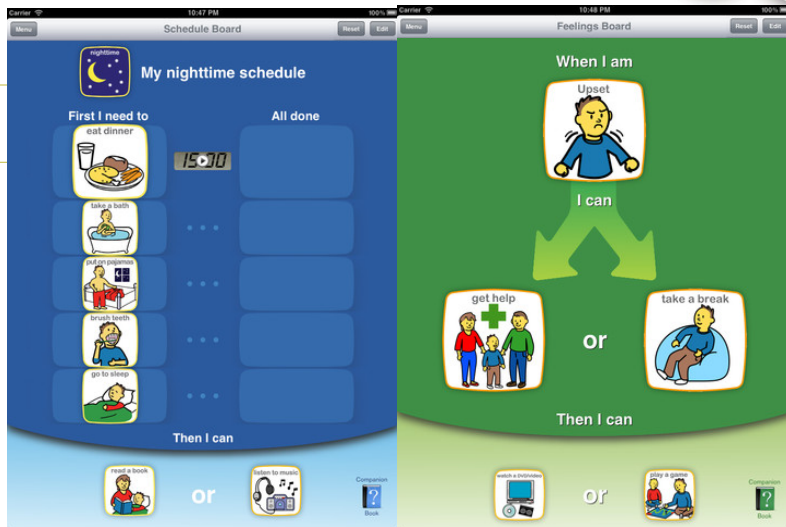 Carrier 10:47 PM 100%
Menu Schedule Board Reset Edit
nighttime
My nighttime schedule
First I need to All done
eat dinner
15:00
take a bath
put on pajamas
brush teeth
go to sleep
Then I can
read a book
or
listen to music
Companion
?
Book
Carrier 10:48 PM 100%
Menu Feelings Board Reset Edit
When I am
Upset
I can
get help
or
take a break
Then I can
watch a DVD/video
or
play a game
Companion
?
Book